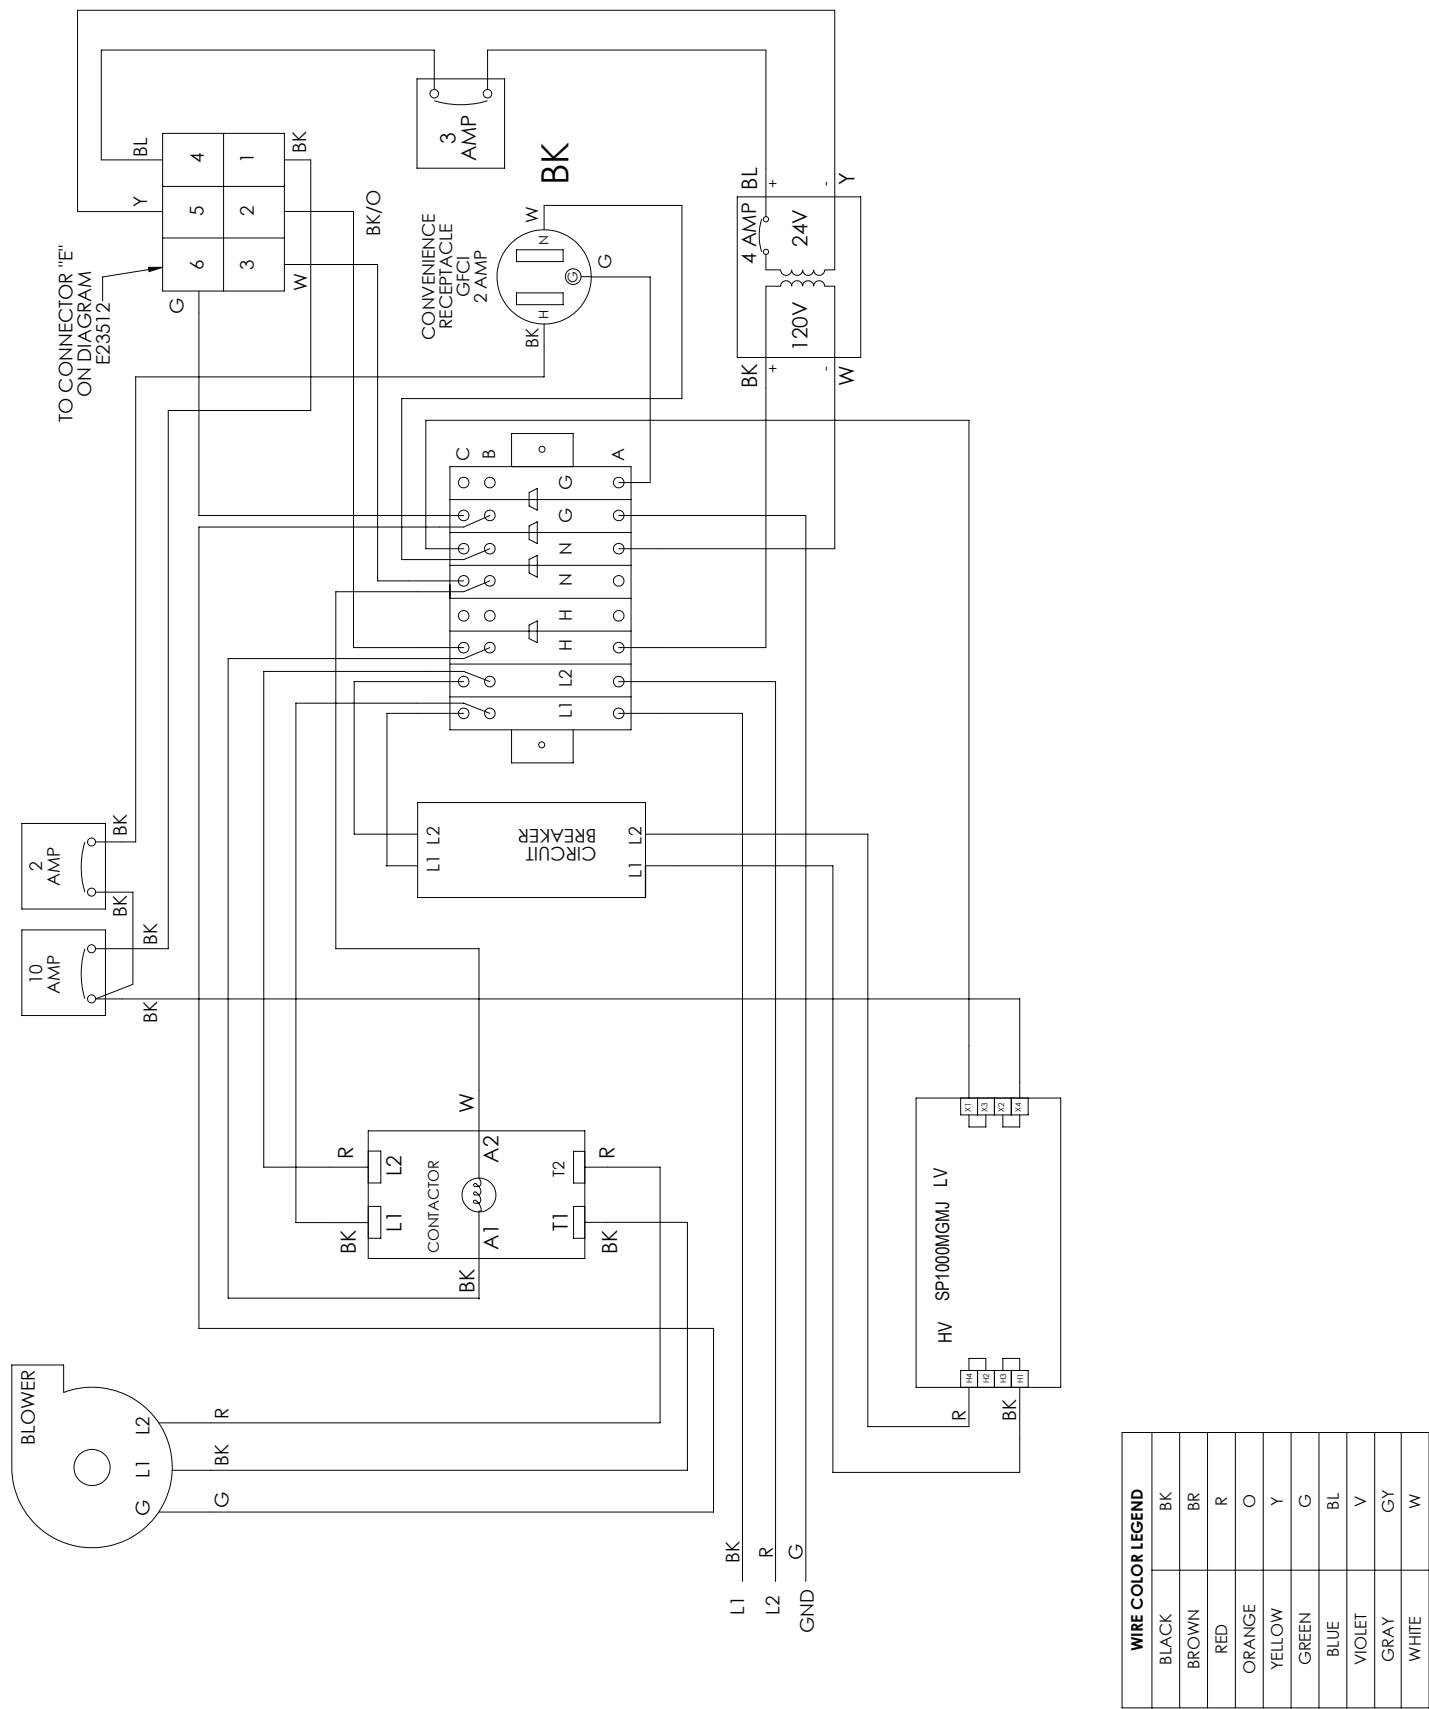 BLOWER
G
L1
L2
G
BK
R
10
AMP
BK
BK
2
AMP
BK
BK
TO CONNECTOR "E"
ON DIAGRAM
E23512
G
Y
BL
6
5
4
3
2
1
W
BK/O
BK
3
AMP
BK
CONVENIENCE
RECEPTACLE
GFCI
2 AMP
BK
W
H
N
G
G
4 AMP
BL
+
-
Y
24V
120V
BK
+
-
W
C
B
A
L1
L2
H
H
N
N
G
G
L1
L2
CIRCUIT
BREAKER
L1
L2
BK
R
L1
L2
CONTACTOR
BK
A1
A2
W
T1
T2
BK
R
HV
SP1000MGMJ
LV
H4
H2
H3
H1
X1
X3
X2
X4
R
BK
L1
BK
L2
R
GND
G
WIRE COLOR LEGEND
BLACK BK
BROWN BR
RED R
ORANGE O
YELLOW Y
GREEN G
BLUE BL
VIOLET V
GRAY GY
WHITE W